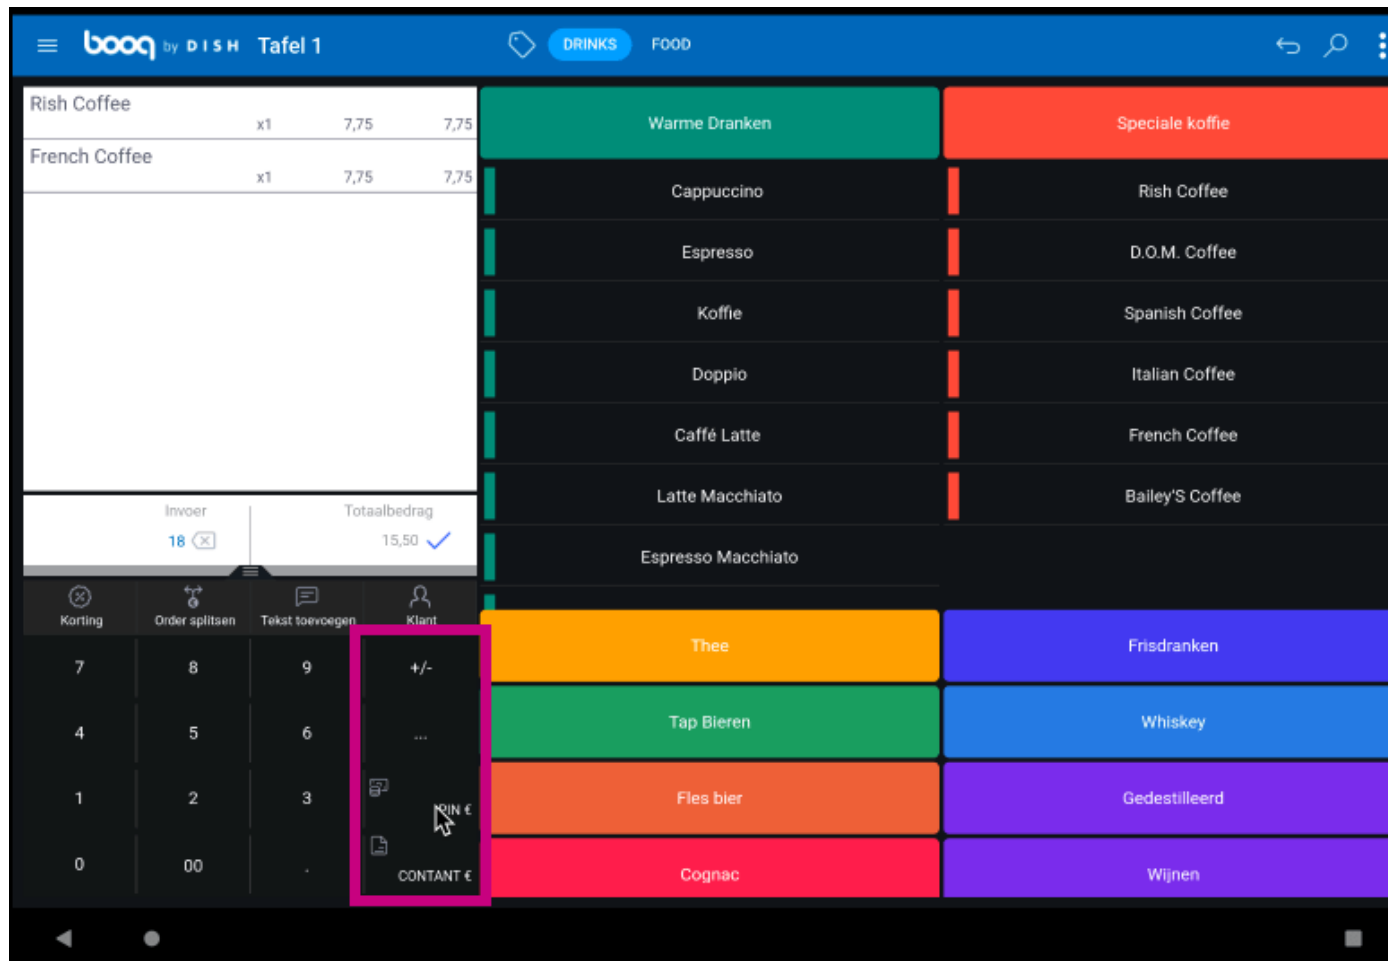 booq by DISH Tafel 1
DRINKS FOOD
Rish Coffee
x1 7,75 7,75
French Coffee
x1 7,75 7,75
Invoer Totaalbedrag
18 15,50
Korting Order splitsen Tekst toevoegen Klant
7 8 9 +/-
4 5 6 ...
1 2 3 PIN €
0 00 . CONTANT €
Warme Dranken
Cappuccino
Espresso
Koffie
Doppio
Caffé Latte
Latte Macchiato
Espresso Macchiato
Speciale koffie
Rish Coffee
D.O.M. Coffee
Spanish Coffee
Italian Coffee
French Coffee
Bailey'S Coffee
Thee Frisdranken
Tap Bieren Whiskey
Fles bier Gedestilleerd
Cognac Wijnen